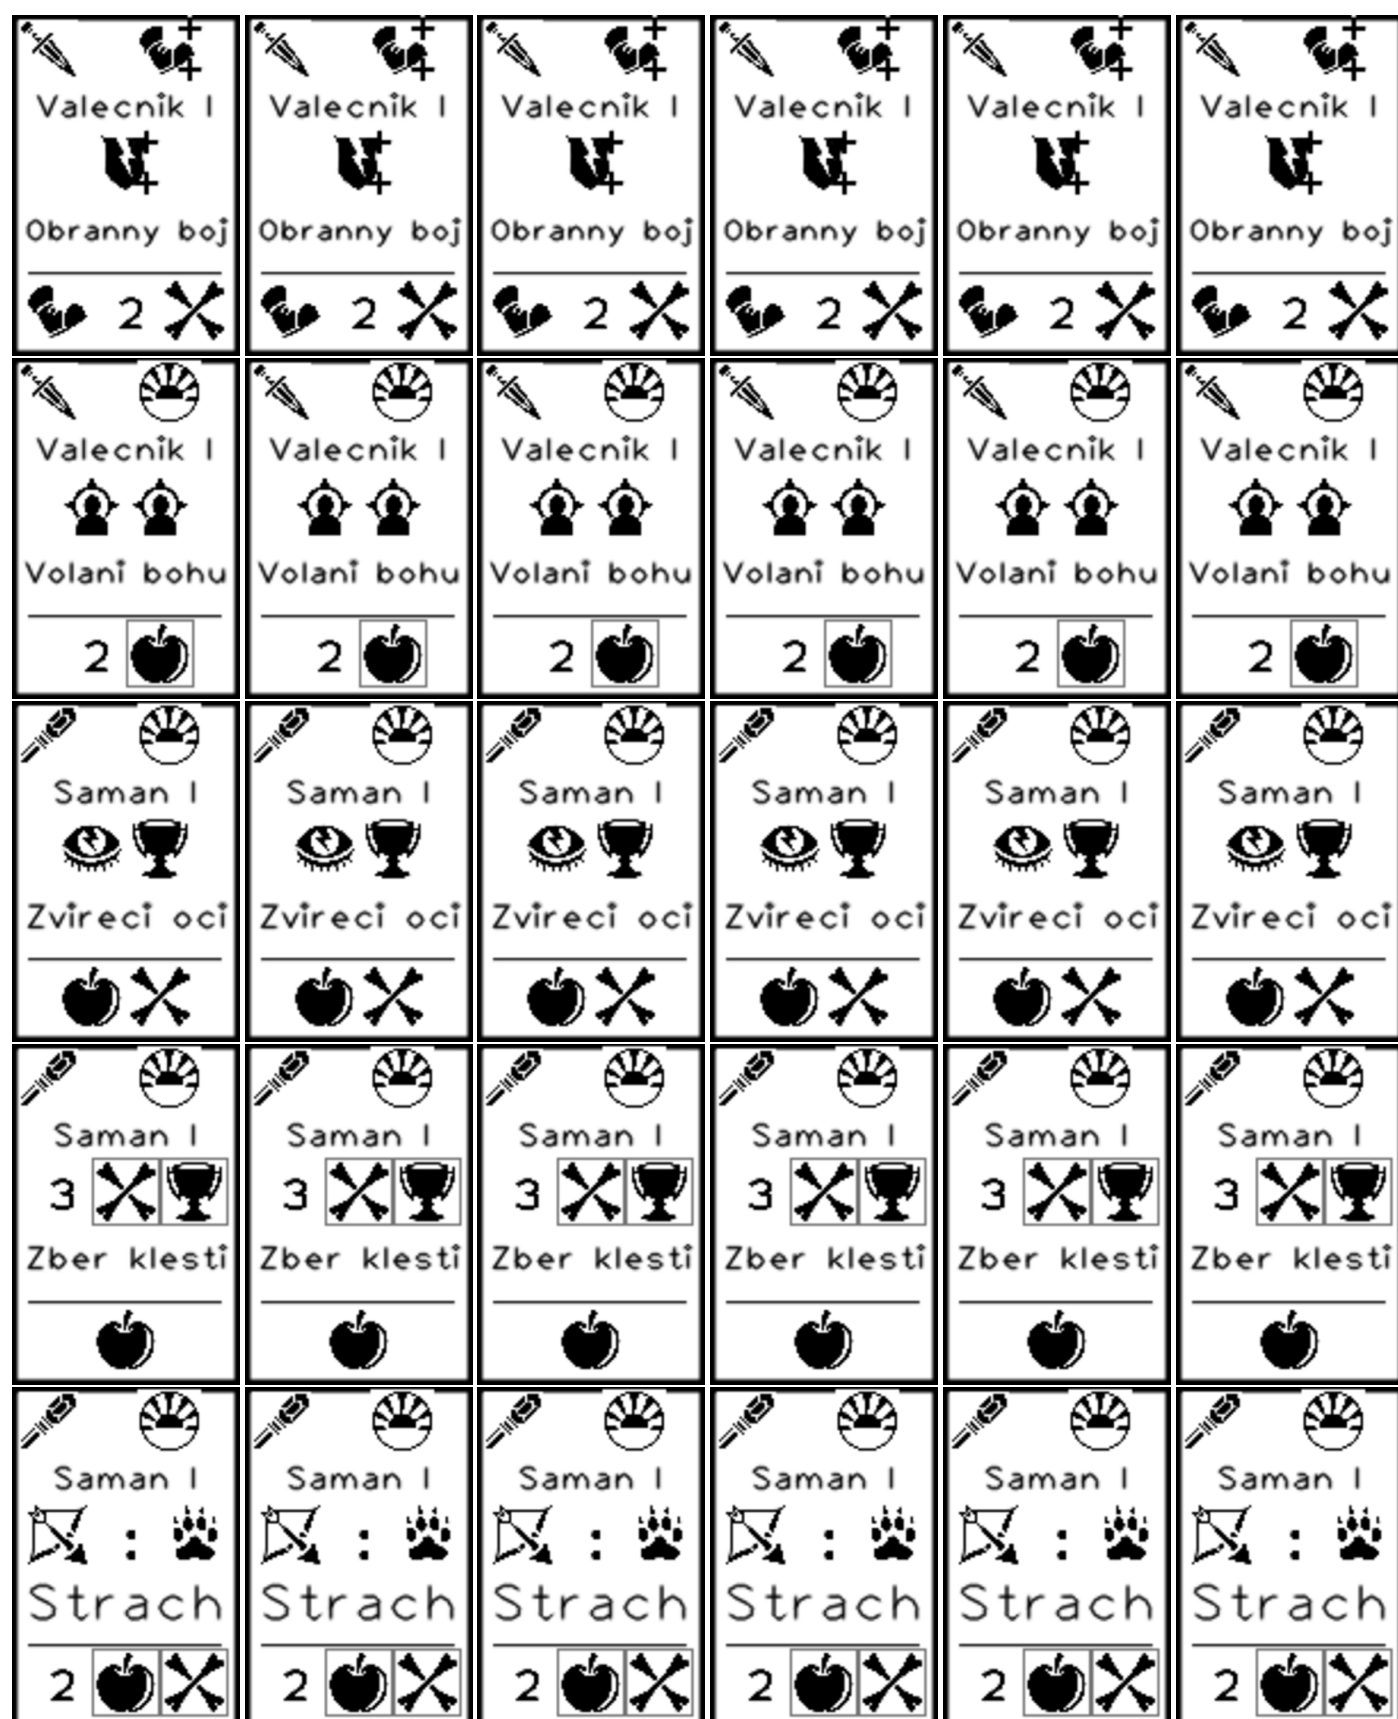 Valecnik I Valecnik I Valecnik I Valecnik I Valecnik I Valecnik I
Obranny boj Obranny boj Obranny boj Obranny boj Obranny boj Obranny boj
2 2 2 2 2 2
Valecnik I Valecnik I Valecnik I Valecnik I Valecnik I Valecnik I
Volani bohu Volani bohu Volani bohu Volani bohu Volani bohu Volani bohu
2 2 2 2 2 2
Saman I Saman I Saman I Saman I Saman I Saman I
Zvireci oci Zvireci oci Zvireci oci Zvireci oci Zvireci oci Zvireci oci
Saman I Saman I Saman I Saman I Saman I Saman I
3 3 3 3 3 3
Zber klesti Zber klesti Zber klesti Zber klesti Zber klesti Zber klesti
Saman I Saman I Saman I Saman I Saman I Saman I
: : : : : :
Strach Strach Strach Strach Strach Strach
2 2 2 2 2 2